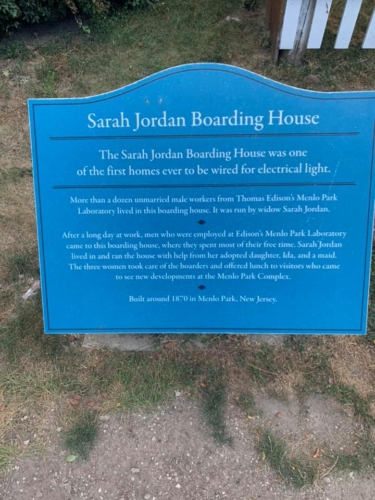 Sarah Jordan Boarding House
The Sarah Jordan Boarding House was one
of the first homes ever to be wired for electrical light.
More than a dozen unmarried male workers from Thomas Edison's Menlo Park
Laboratory lived in this boarding house. It was run by widow Sarah Jordan.
After a long day at work, men who were employed at Edison's Menlo Park Laboratory
came to this boarding house, where they spent most of their free time. Sarah Jordan
lived in and ran the house with help from her adopted daughter, Ida, and a maid.
The three women took care of the boarders and offered lunch to visitors who came
to see new developments at the Menlo Park Complex.
Built around 1870 in Menlo Park, New Jersey.